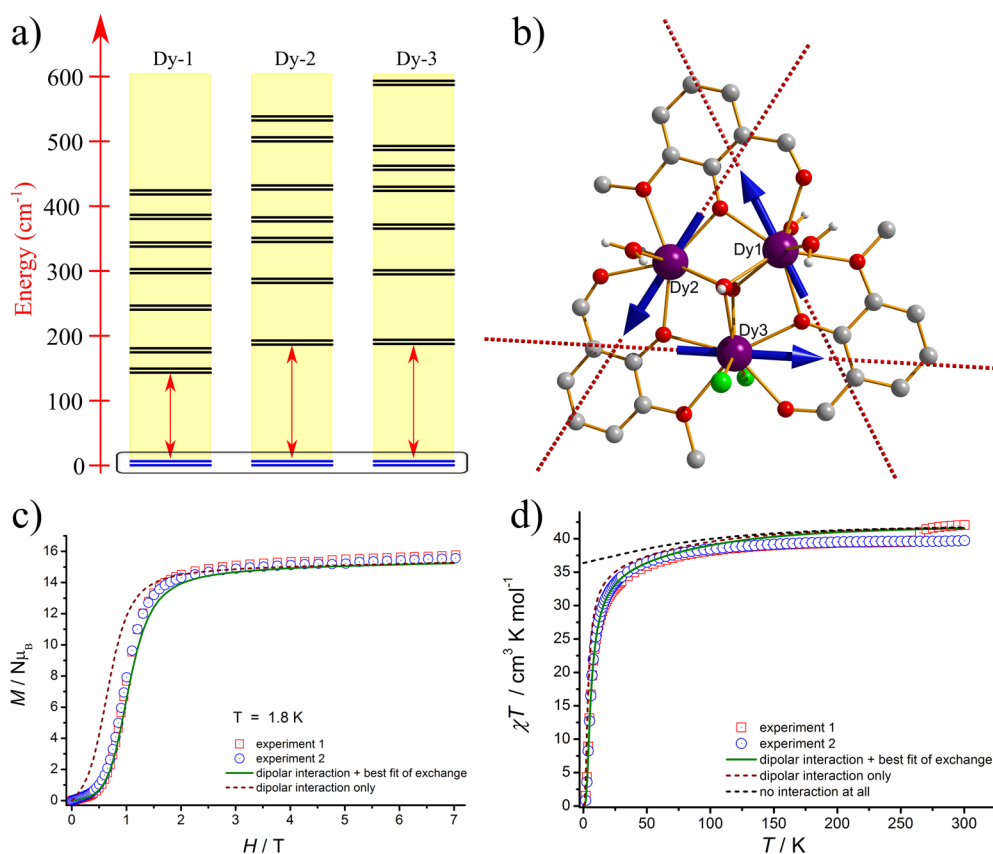 a)
Dy-1 Dy-2 Dy-3
Energy (cm-1)
600
500
400
300
200
100
0
b)
Dy1
Dy2
Dy3
c)
M / NμB
16
14
12
10
8
6
4
2
0
T = 1.8 K
experiment 1
experiment 2
dipolar interaction + best fit of exchange
dipolar interaction only
0 1 2 3 4 5 6 7
H / T
d)
χT / cm3 K mol-1
40
35
30
25
20
15
10
5
0
experiment 1
experiment 2
dipolar interaction + best fit of exchange
dipolar interaction only
no interaction at all
0 50 100 150 200 250 300
T / K